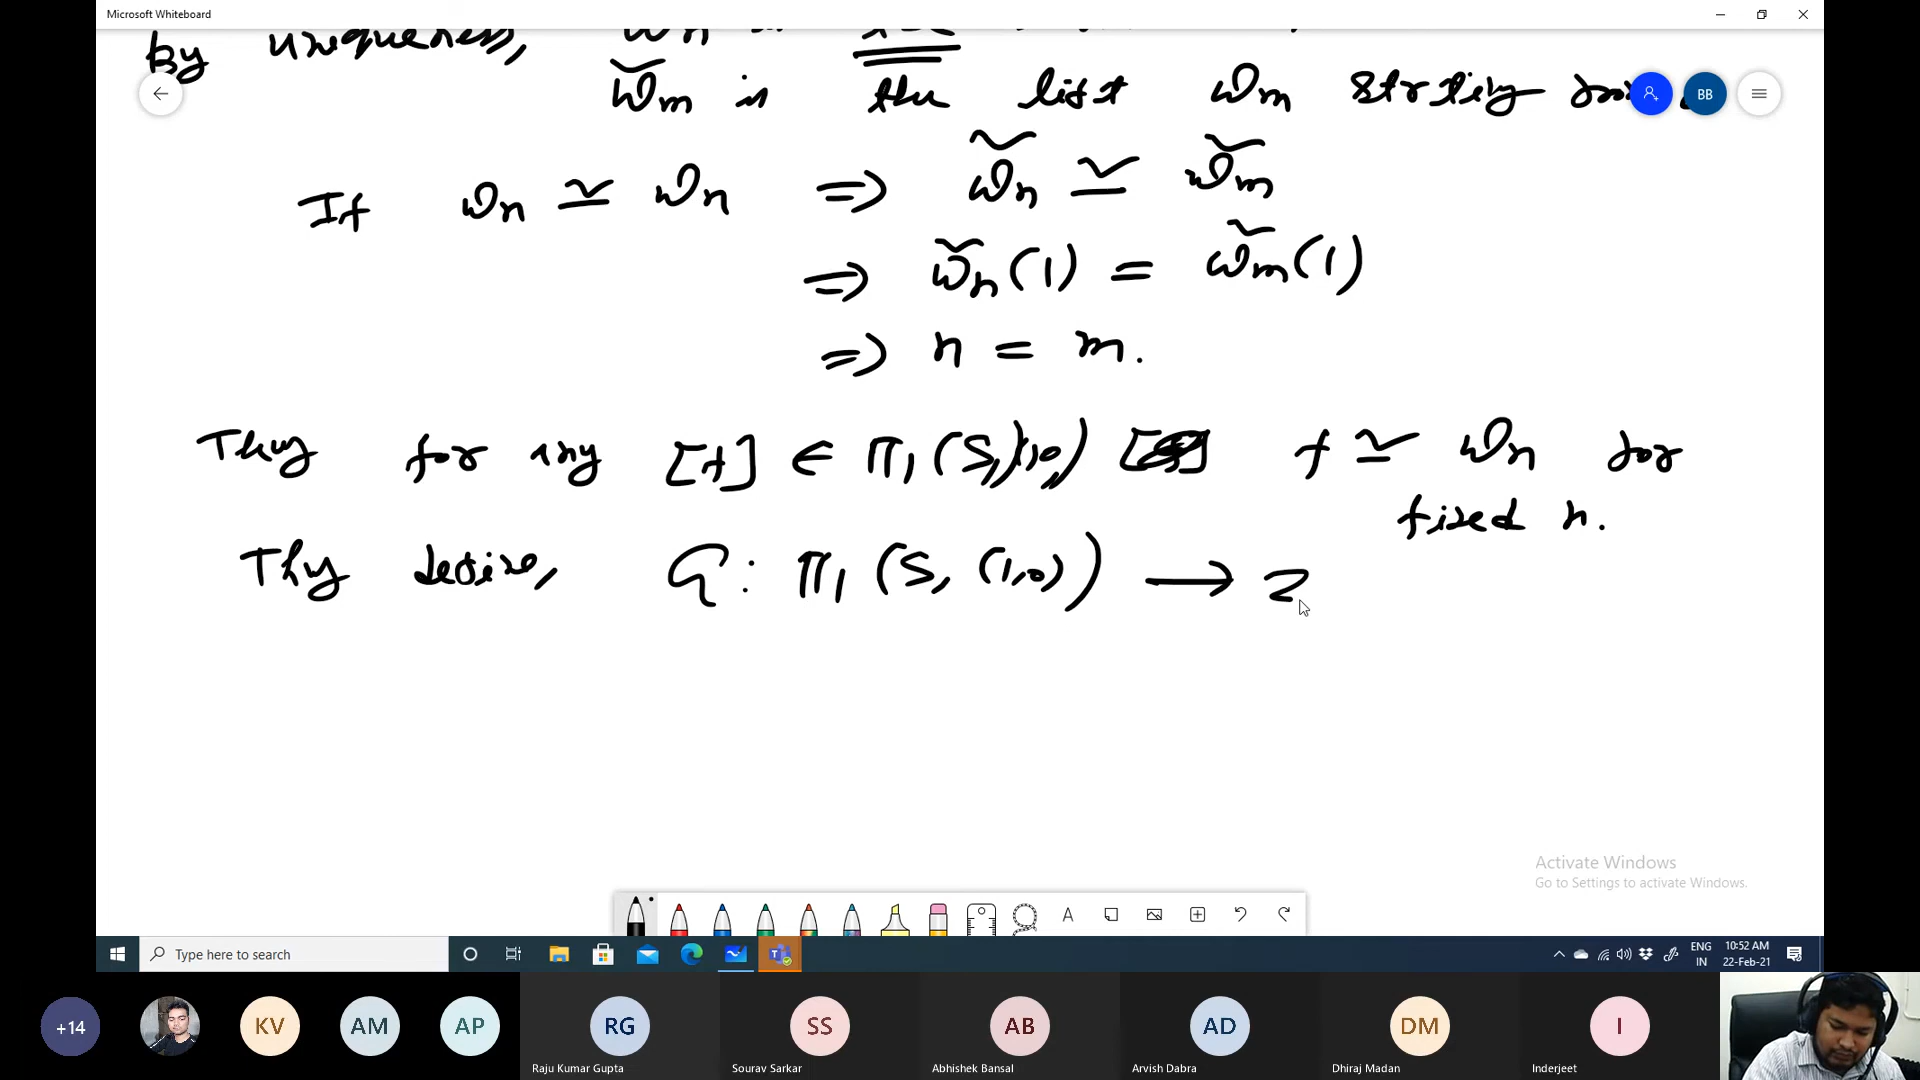 Microsoft Whiteboard
by uniqueness,
w̃m is the lift wm starting
BB
If wn ≃ wn => w̃n ≃ w̃m
=> w̃n(1) = w̃m(1)
=> n = m.
Thus for any [f] ∈ π1(S,(1,0)) f ≃ wn for
fixed n.
Thus define, G: π1(S, (1,0)) → Z
Activate Windows
Go to Settings to activate Windows.
A
Type here to search
ENG
IN
10:52 AM
22-Feb-21
+14
KV
AM
AP
RG
SS
AB
AD
DM
I
Raju Kumar Gupta
Sourav Sarkar
Abhishek Bansal
Arvish Dabra
Dhiraj Madan
Inderjeet